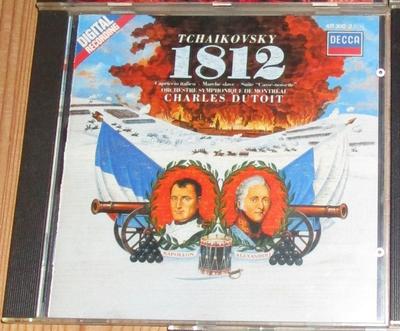 DIGITAL
RECORDING
TCHAIKOVSKY
DECCA
1812
Capriccio italien · Marche slave · Suite "Casse-noisette"
ORCHESTRE SYMPHONIQUE DE MONTRÉAL
CHARLES DUTOIT
NAPOLEON
ALEXANDER